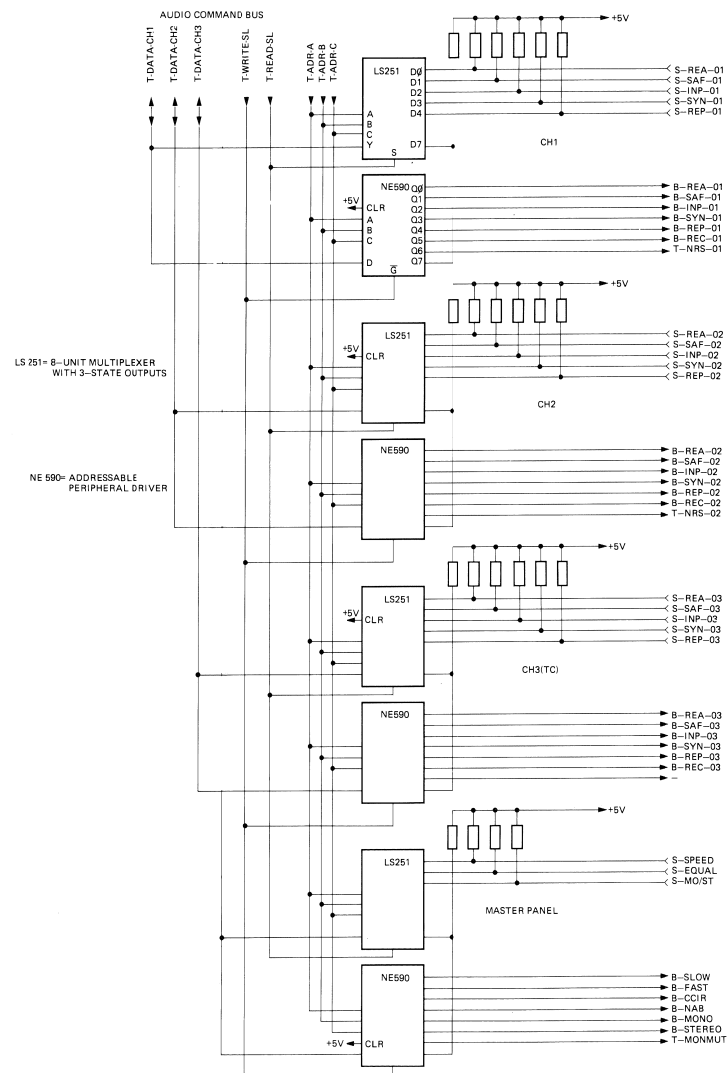 AUDIO COMMAND BUS
T-DATA-CH1
T-DATA-CH2
T-DATA-CH3
T-WRITE-SL
T-READ-SL
T-ADR-A
T-ADR-B
T-ADR-C
+5V
LS251
DØ
D1
D2
D3
D4
D7
A
B
C
Y
S
S–REA–01
S–SAF–01
S–INP–01
S–SYN–01
S–REP–01
CH1
NE590
+5V
CLR
A
B
C
D
G
QØ
Q1
Q2
Q3
Q4
Q5
Q6
Q7
B–REA–01
B–SAF–01
B–INP–01
B–SYN–01
B–REP–01
B–REC–01
T–NRS–01
+5V
LS251
+5V
CLR
S–REA–02
S–SAF–02
S–INP–02
S–SYN–02
S–REP–02
CH2
LS 251= 8–UNIT MULTIPLEXER
WITH 3–STATE OUTPUTS
NE590
B–REA–02
B–SAF–02
B–INP–02
B–SYN–02
B–REP–02
B–REC–02
T–NRS–02
NE 590= ADDRESSABLE
PERIPHERAL DRIVER
+5V
LS251
+5V
CLR
S–REA–03
S–SAF–03
S–INP–03
S–SYN–03
S–REP–03
CH3(TC)
NE590
B–REA–03
B–SAF–03
B–INP–03
B–SYN–03
B–REP–03
B–REC–03
–
+5V
LS251
S–SPEED
S–EQUAL
S–MO/ST
MASTER PANEL
NE590
+5V
CLR
B–SLOW
B–FAST
B–CCIR
B–NAB
B–MONO
B–STEREO
T–MONMUT